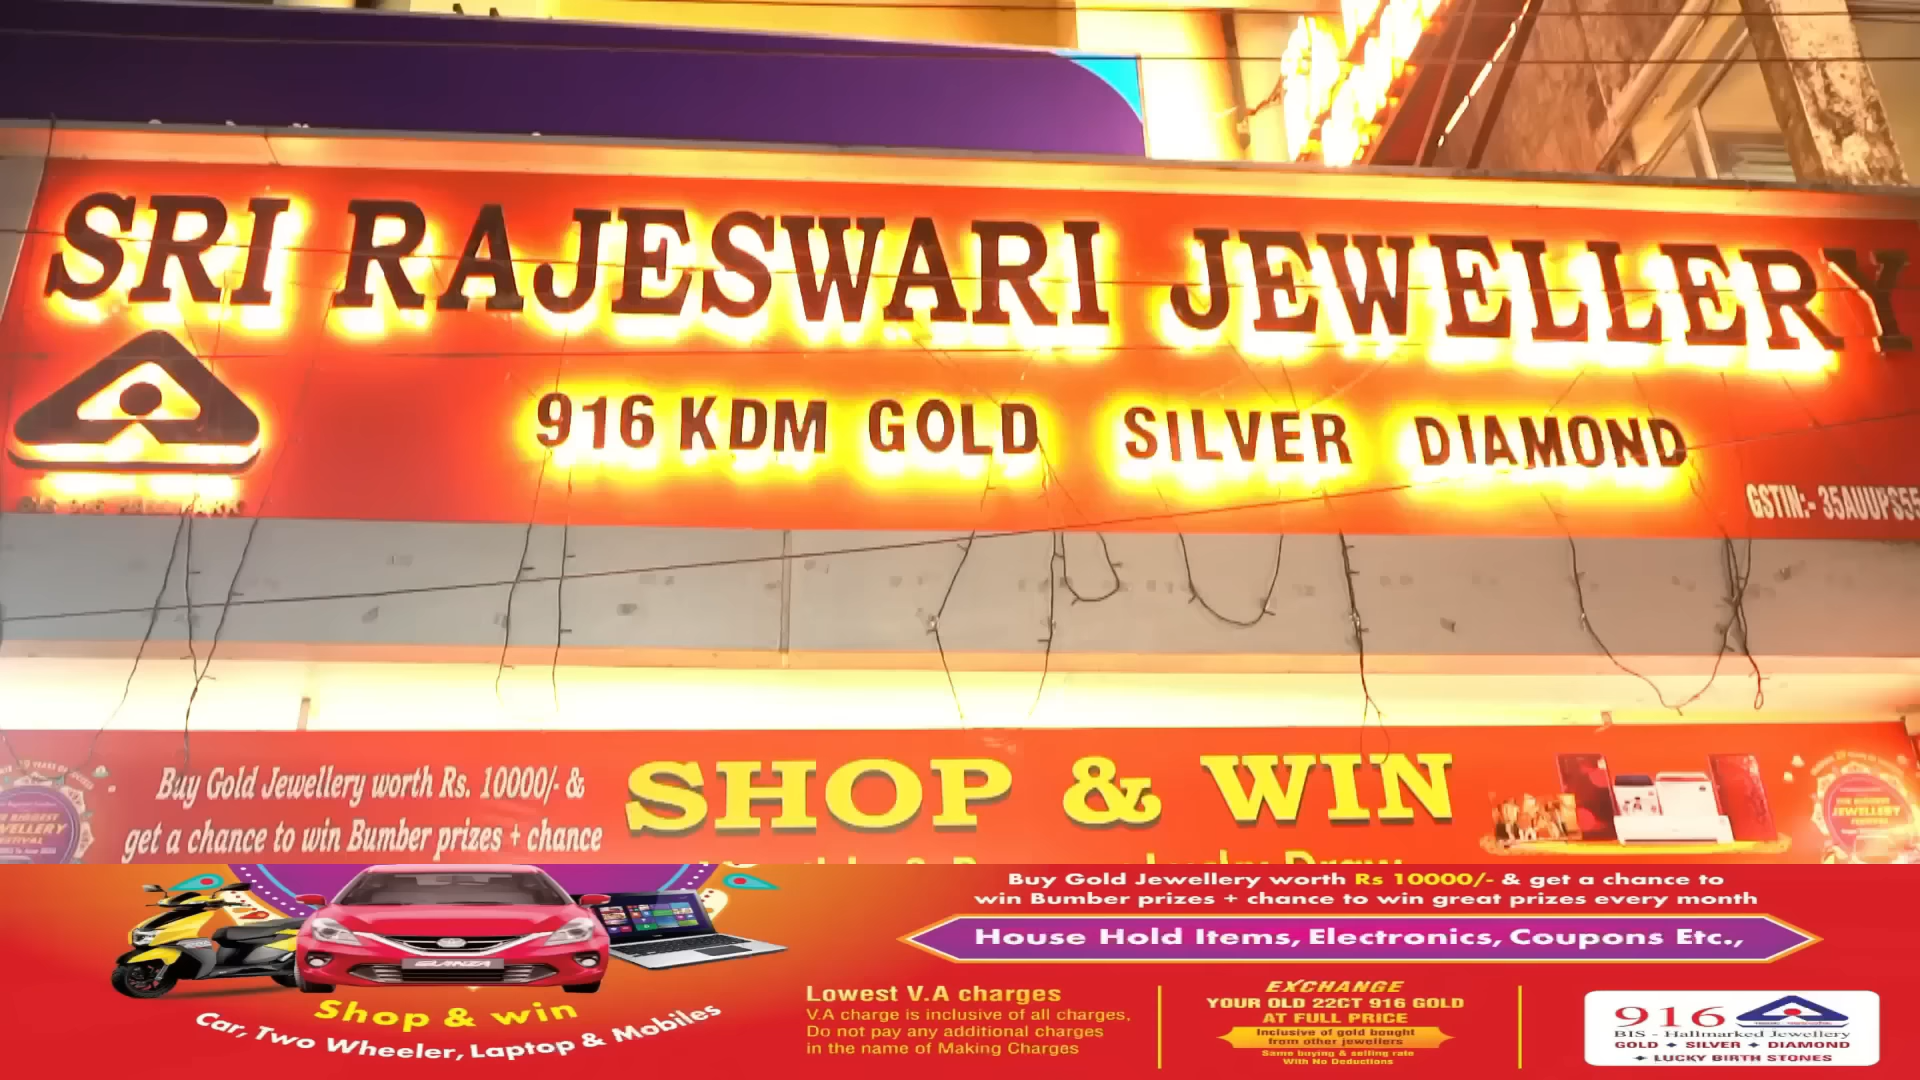 SRI RAJESWARI JEWELLERY
916 KDM GOLD SILVER DIAMOND
GSTIN:- 35AUUPS55
Buy Gold Jewellery worth Rs. 10000/- &
get a chance to win Bumber prizes + chance
SHOP & WIN
JEWELLERY
Buy Gold Jewellery worth Rs 10000/- & get a chance to
win Bumber prizes + chance to win great prizes every month
House Hold Items, Electronics, Coupons Etc.,
GLANZA
Shop & win
Car, Two Wheeler, Laptop & Mobiles
Lowest V.A charges
V.A charge is inclusive of all charges,
Do not pay any additional charges
in the name of Making Charges
EXCHANGE
YOUR OLD 22CT 916 GOLD
AT FULL PRICE
Inclusive of gold bought
from other jewellers
Same buying & selling rate
With No Deductions
916
BIS - Hallmarked Jewellery
GOLD SILVER DIAMOND
LUCKY BIRTH STONES